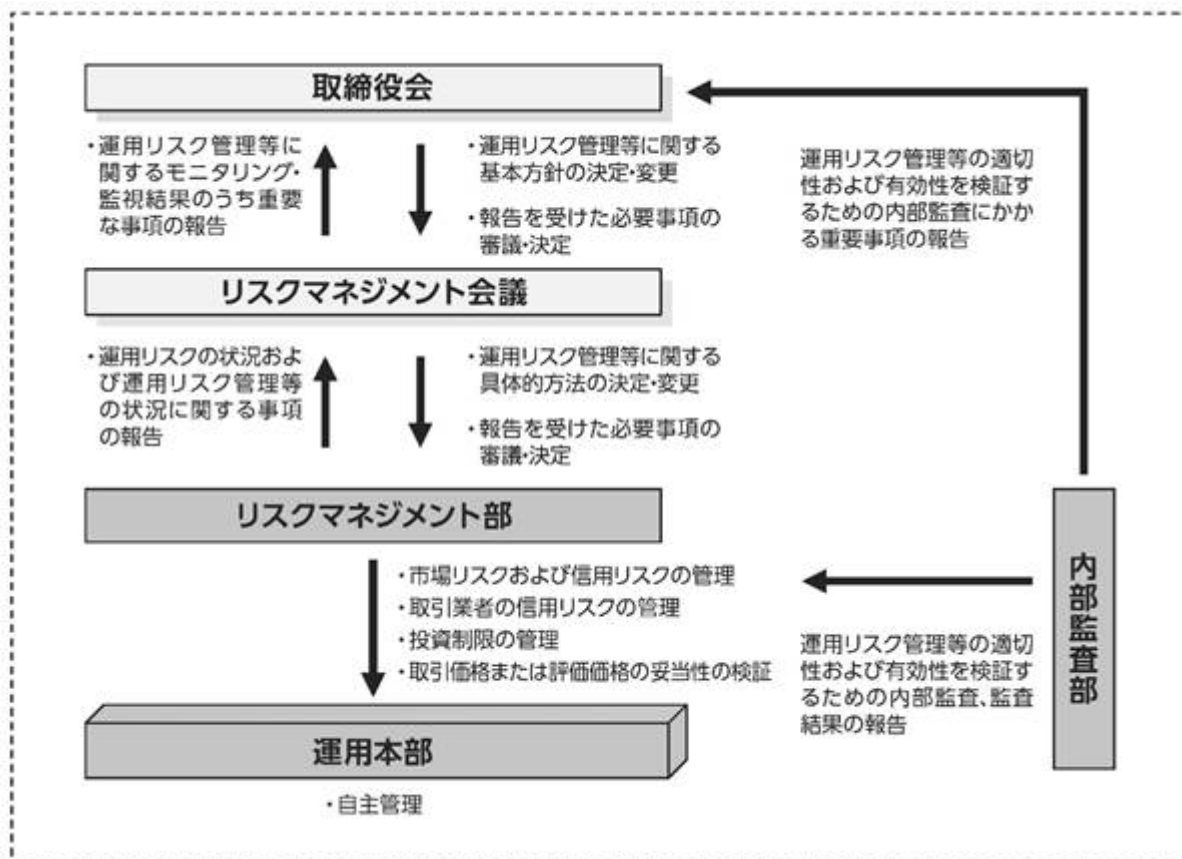 取締役会
・運用リスク管理等に
関するモニタリング・
監視結果のうち重要
な事項の報告
・運用リスク管理等に関する
基本方針の決定・変更
・報告を受けた必要事項の
審議・決定
運用リスク管理等の適切
性および有効性を検証す
るための内部監査にかか
る重要事項の報告
リスクマネジメント会議
・運用リスクの状況およ
び運用リスク管理等
の状況に関する事項
の報告
・運用リスク管理等に関する
具体的方法の決定・変更
・報告を受けた必要事項の
審議・決定
リスクマネジメント部
・市場リスクおよび信用リスクの管理
・取引業者の信用リスクの管理
・投資制限の管理
・取引価格または評価価格の妥当性の検証
内部監査部
運用リスク管理等の適切
性および有効性を検証す
るための内部監査、監査
結果の報告
運用本部
・自主管理